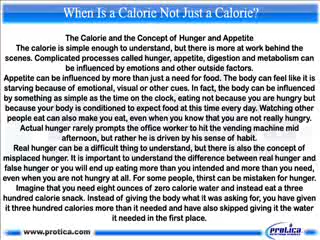 When Is a Calorie Not Just a Calorie?
The Calorie and the Concept of Hunger and Appetite
The calorie is simple enough to understand, but there is more at work behind the
scenes. Complicated processes called hunger, appetite, digestion and metabolism can
be influenced by emotions and other outside factors.
Appetite can be influenced by more than just a need for food. The body can feel like it is
starving because of emotional, visual or other cues. In fact, the body can be influenced
by something as simple as the time on the clock, eating not because you are hungry but
because your body is conditioned to expect food at this time every day. Watching other
people eat can also make you eat, even when you know that you are really not hungry.
Actual hunger rarely prompts the office worker to hit the vending machine mid
afternoon, but rather he is driven by his sense of habit.
Real hunger can be a difficult thing to understand, but there is also the concept of
misplaced hunger. It is important to understand the difference between real hunger and
false hunger or you will end up eating more than you intended and more than you need,
even when you are not hungry at all. For some people, thirst can be mistaken for hunger.
Imagine that you need eight ounces of zero calorie water and instead eat a three
hundred calorie snack. Instead of giving the body what it was asking for, you have given
it three hundred calories more than it needed and have also skipped giving it the water
it needed in the first place.
www.protica.com
protica